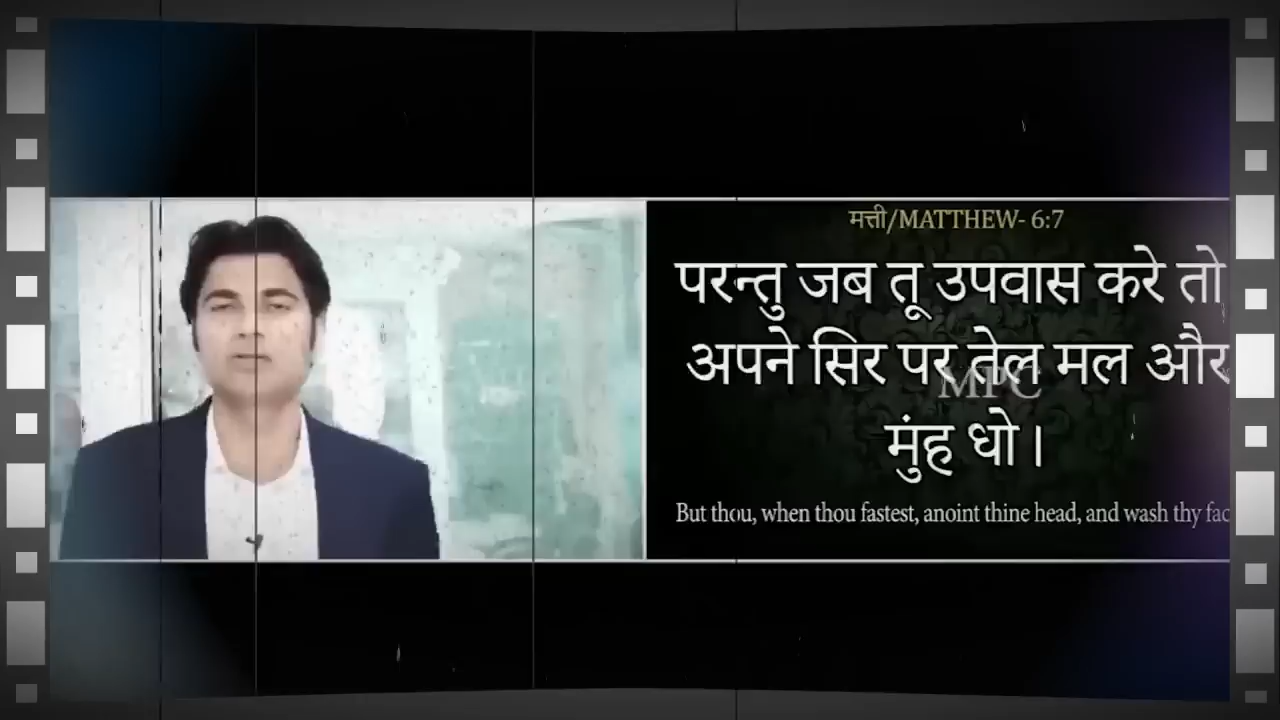 मत्ती/MATTHEW- 6:7
परन्तु जब तू उपवास करे तो
अपने सिर पर तेल मल और
MPC
मुंह धो।
But thou, when thou fastest, anoint thine head, and wash thy fac